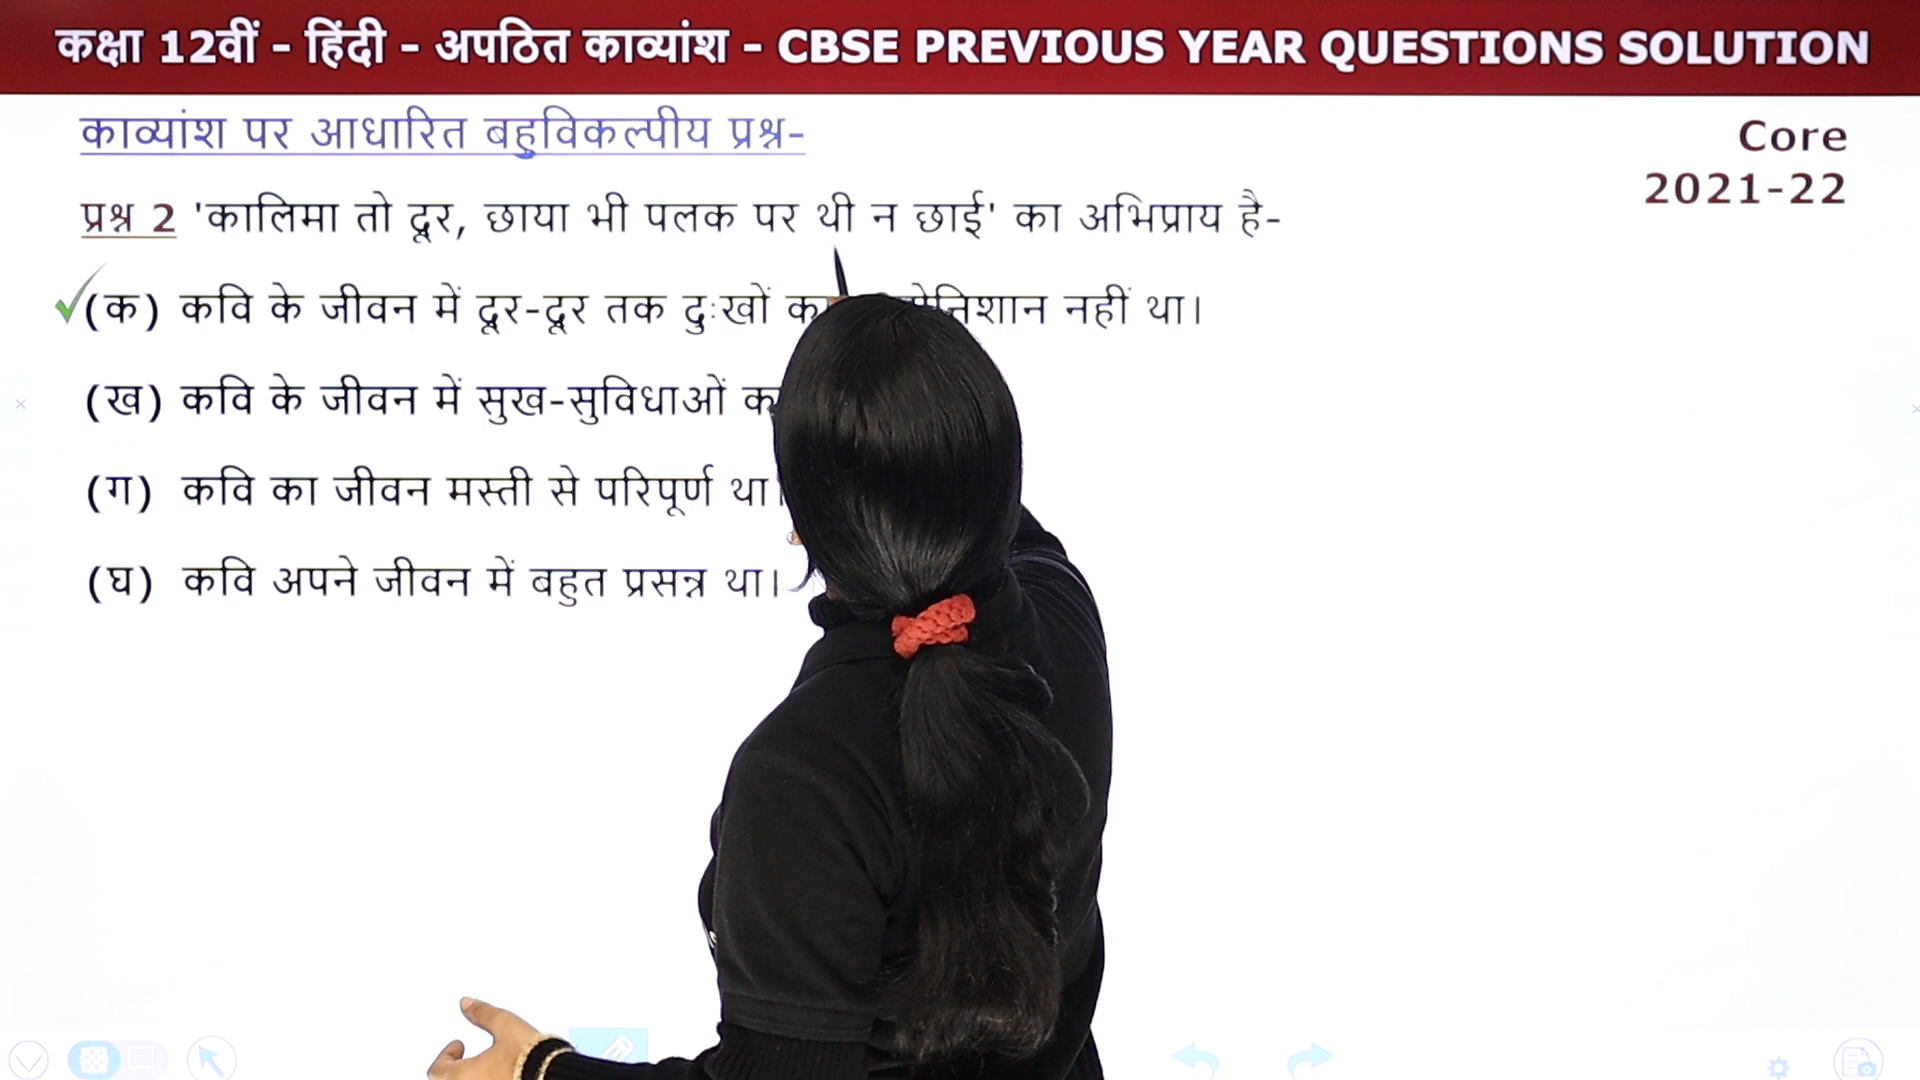 कक्षा 12वीं - हिंदी - अपठित काव्यांश - CBSE PREVIOUS YEAR QUESTIONS SOLUTION
काव्यांश पर आधारित बहुविकल्पीय प्रश्न-
Core
2021-22
प्रश्न 2 'कालिमा तो दूर, छाया भी पलक पर थी न छाई' का अभिप्राय है-
(क) कवि के जीवन में दूर-दूर तक दुःखों का नहीं था।
(ख) कवि के जीवन में सुख-सुविधाओं
(ग) कवि का जीवन मस्ती से परिपूर्ण था।
(घ) कवि अपने जीवन में बहुत प्रसन्न था।